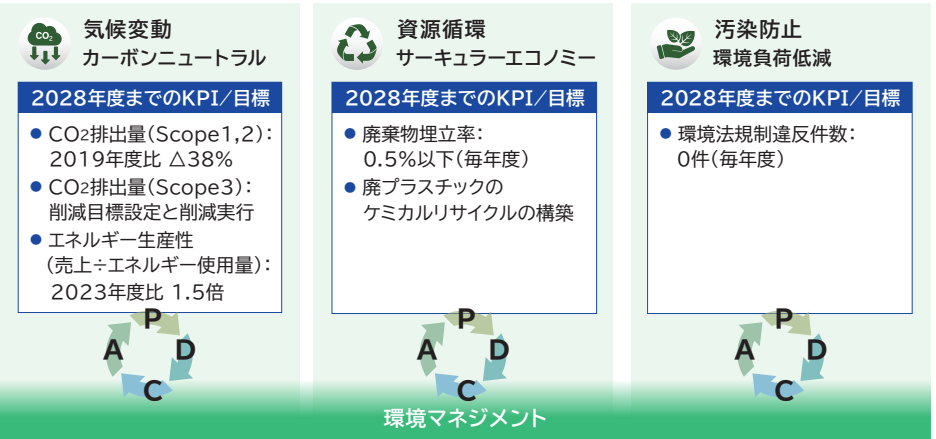 CO₂
気候変動
カーボンニュートラル
2028年度までのKPI/目標
● CO2排出量(Scope1,2):
2019年度比 △38%
● CO2排出量(Scope3):
削減目標設定と削減実行
● エネルギー生産性
(売上÷エネルギー使用量):
2023年度比 1.5倍
P
A D
C
資源循環
サーキュラーエコノミー
2028年度までのKPI/目標
● 廃棄物埋立率:
0.5%以下(毎年度)
● 廃プラスチックの
ケミカルリサイクルの構築
P
A D
C
汚染防止
環境負荷低減
2028年度までのKPI/目標
● 環境法規制違反件数:
0件(毎年度)
P
A D
C
環境マネジメント